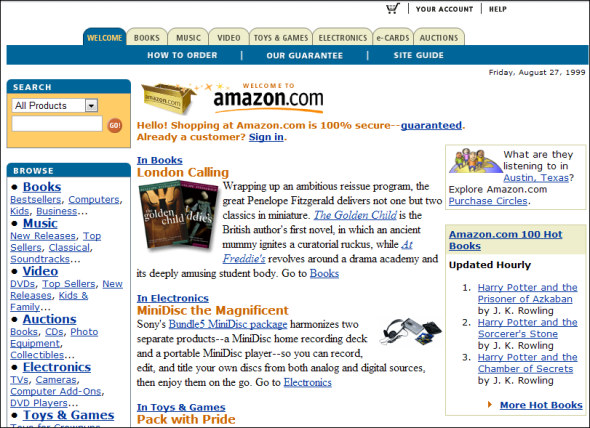 YOUR ACCOUNT | HELP
WELCOME
BOOKS
MUSIC
VIDEO
TOYS & GAMES
ELECTRONICS
e-CARDS
AUCTIONS
HOW TO ORDER | OUR GUARANTEE | SITE GUIDE
Friday, August 27, 1999
SEARCH
All Products
GO!
BROWSE
• Books
Bestsellers, Computers,
Kids, Business...
• Music
New Releases, Top
Sellers, Classical,
Soundtracks...
• Video
DVDs, Top Sellers, New
Releases, Kids &
Family...
• Auctions
Books, CDs, Photo
Equipment,
Collectibles...
• Electronics
TVs, Cameras,
Computer Add-Ons,
DVD Players...
• Toys & Games
WELCOME TO
amazon.com
Hello! Shopping at Amazon.com is 100% secure--guaranteed.
Already a customer? Sign in.
In Books
London Calling
the golden child
Wrapping up an ambitious reissue program, the
great Penelope Fitzgerald delivers not one but two
classics in miniature. The Golden Child is the
British author's first novel, in which an ancient
mummy ignites a curatorial ruckus, while At
Freddie's revolves around a drama academy and
its deeply amusing student body. Go to Books
In Electronics
MiniDisc the Magnificent
Sony's Bundle5 MiniDisc package harmonizes two
separate products--a MiniDisc home recording deck
and a portable MiniDisc player--so you can record,
edit, and title your own discs from both analog and digital sources,
then enjoy them on the go. Go to Electronics
In Toys & Games
Pack with Pride
What are they
listening to in
Austin, Texas?
Explore Amazon.com
Purchase Circles.
Amazon.com 100 Hot
Books
Updated Hourly
1. Harry Potter and the
Prisoner of Azkaban
by J. K. Rowling
2. Harry Potter and the
Sorcerer's Stone
by J. K. Rowling
3. Harry Potter and the
Chamber of Secrets
by J. K. Rowling
More Hot Books